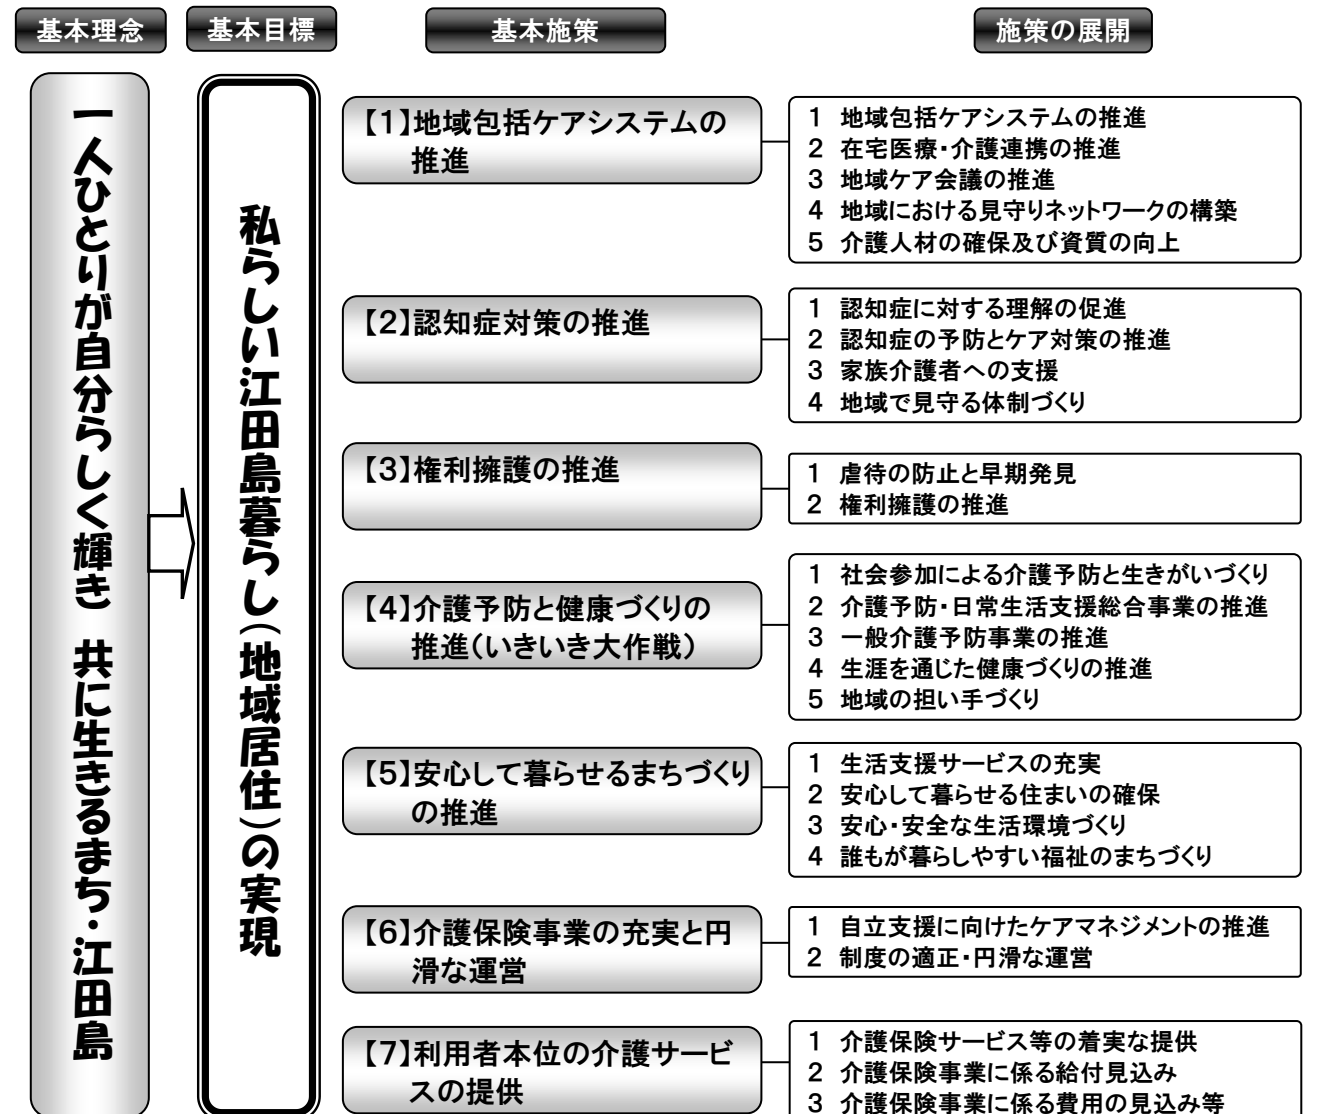 基本理念
基本目標
基本施策
施策の展開
一人ひとりが自分らしく輝き 共に生きるまち・江田島
私らしい江田島暮らし(地域居住)の実現
【1】地域包括ケアシステムの
推進
1 地域包括ケアシステムの推進
2 在宅医療・介護連携の推進
3 地域ケア会議の推進
4 地域における見守りネットワークの構築
5 介護人材の確保及び資質の向上
【2】認知症対策の推進
1 認知症に対する理解の促進
2 認知症の予防とケア対策の推進
3 家族介護者への支援
4 地域で見守る体制づくり
【3】権利擁護の推進
1 虐待の防止と早期発見
2 権利擁護の推進
【4】介護予防と健康づくりの
推進(いきいき大作戦)
1 社会参加による介護予防と生きがいづくり
2 介護予防・日常生活支援総合事業の推進
3 一般介護予防事業の推進
4 生涯を通じた健康づくりの推進
5 地域の担い手づくり
【5】安心して暮らせるまちづくり
の推進
1 生活支援サービスの充実
2 安心して暮らせる住まいの確保
3 安心・安全な生活環境づくり
4 誰もが暮らしやすい福祉のまちづくり
【6】介護保険事業の充実と円
滑な運営
1 自立支援に向けたケアマネジメントの推進
2 制度の適正・円滑な運営
【7】利用者本位の介護サービ
スの提供
1 介護保険サービス等の着実な提供
2 介護保険事業に係る給付見込み
3 介護保険事業に係る費用の見込み等